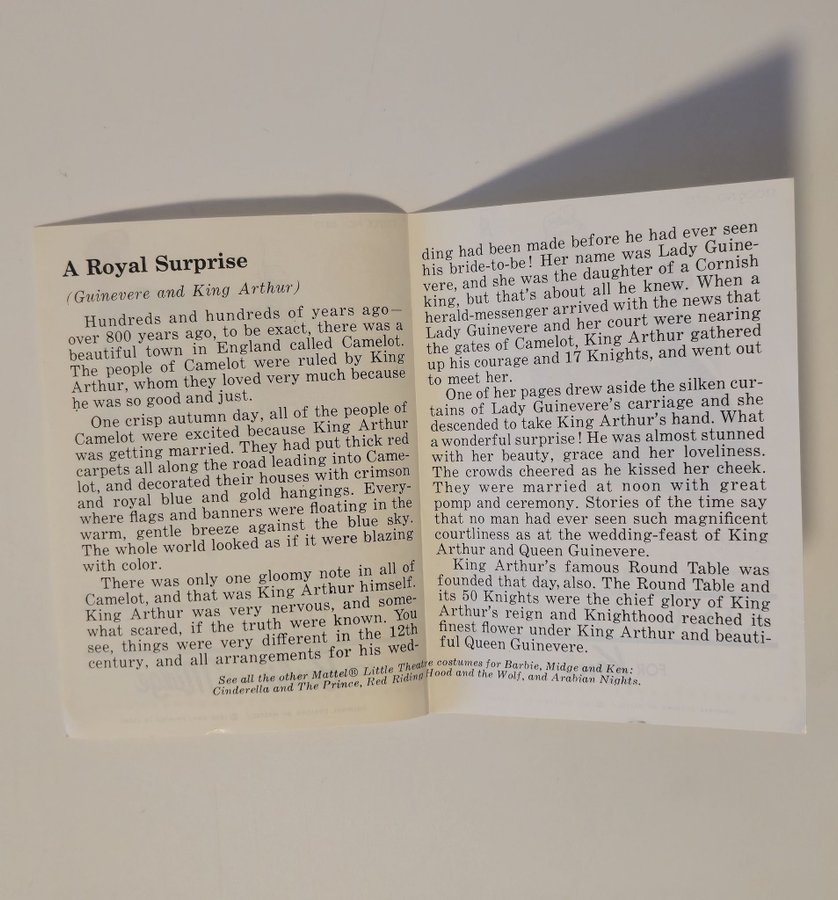 A Royal Surprise
(Guinevere and King Arthur)
Hundreds and hundreds of years ago—
over 800 years ago, to be exact, there was a
beautiful town in England called Camelot.
The people of Camelot were ruled by King
Arthur, whom they loved very much because
he was so good and just.
One crisp autumn day, all of the people of
Camelot were excited because King Arthur
was getting married. They had put thick red
carpets all along the road leading into Came-
lot, and decorated their houses with crimson
and royal blue and gold hangings. Every-
where flags and banners were floating in the
warm, gentle breeze against the blue sky.
The whole world looked as if it were blazing
with color.
There was only one gloomy note in all of
Camelot, and that was King Arthur himself.
King Arthur was very nervous, and some-
what scared, if the truth were known. You
see, things were very different in the 12th
century, and all arrangements for his wed-
ding had been made before he had ever seen
his bride-to-be! Her name was Lady Guine-
vere, and she was the daughter of a Cornish
king, but that's about all he knew. When a
herald-messenger arrived with the news that
Lady Guinevere and her court were nearing
the gates of Camelot, King Arthur gathered
up his courage and 17 Knights, and went out
to meet her.
One of her pages drew aside the silken cur-
tains of Lady Guinevere's carriage and she
descended to take King Arthur's hand. What
a wonderful surprise! He was almost stunned
with her beauty, grace and her loveliness.
The crowds cheered as he kissed her cheek.
They were married at noon with great
pomp and ceremony. Stories of the time say
that no man had ever seen such magnificent
courtliness as at the wedding-feast of King
Arthur and Queen Guinevere.
King Arthur's famous Round Table was
founded that day, also. The Round Table and
its 50 Knights were the chief glory of King
Arthur's reign and Knighthood reached its
finest flower under King Arthur and beauti-
ful Queen Guinevere.
See all the other Mattel® Little Theatre costumes for Barbie, Midge and Ken:
Cinderella and The Prince, Red Riding Hood and the Wolf, and Arabian Nights.